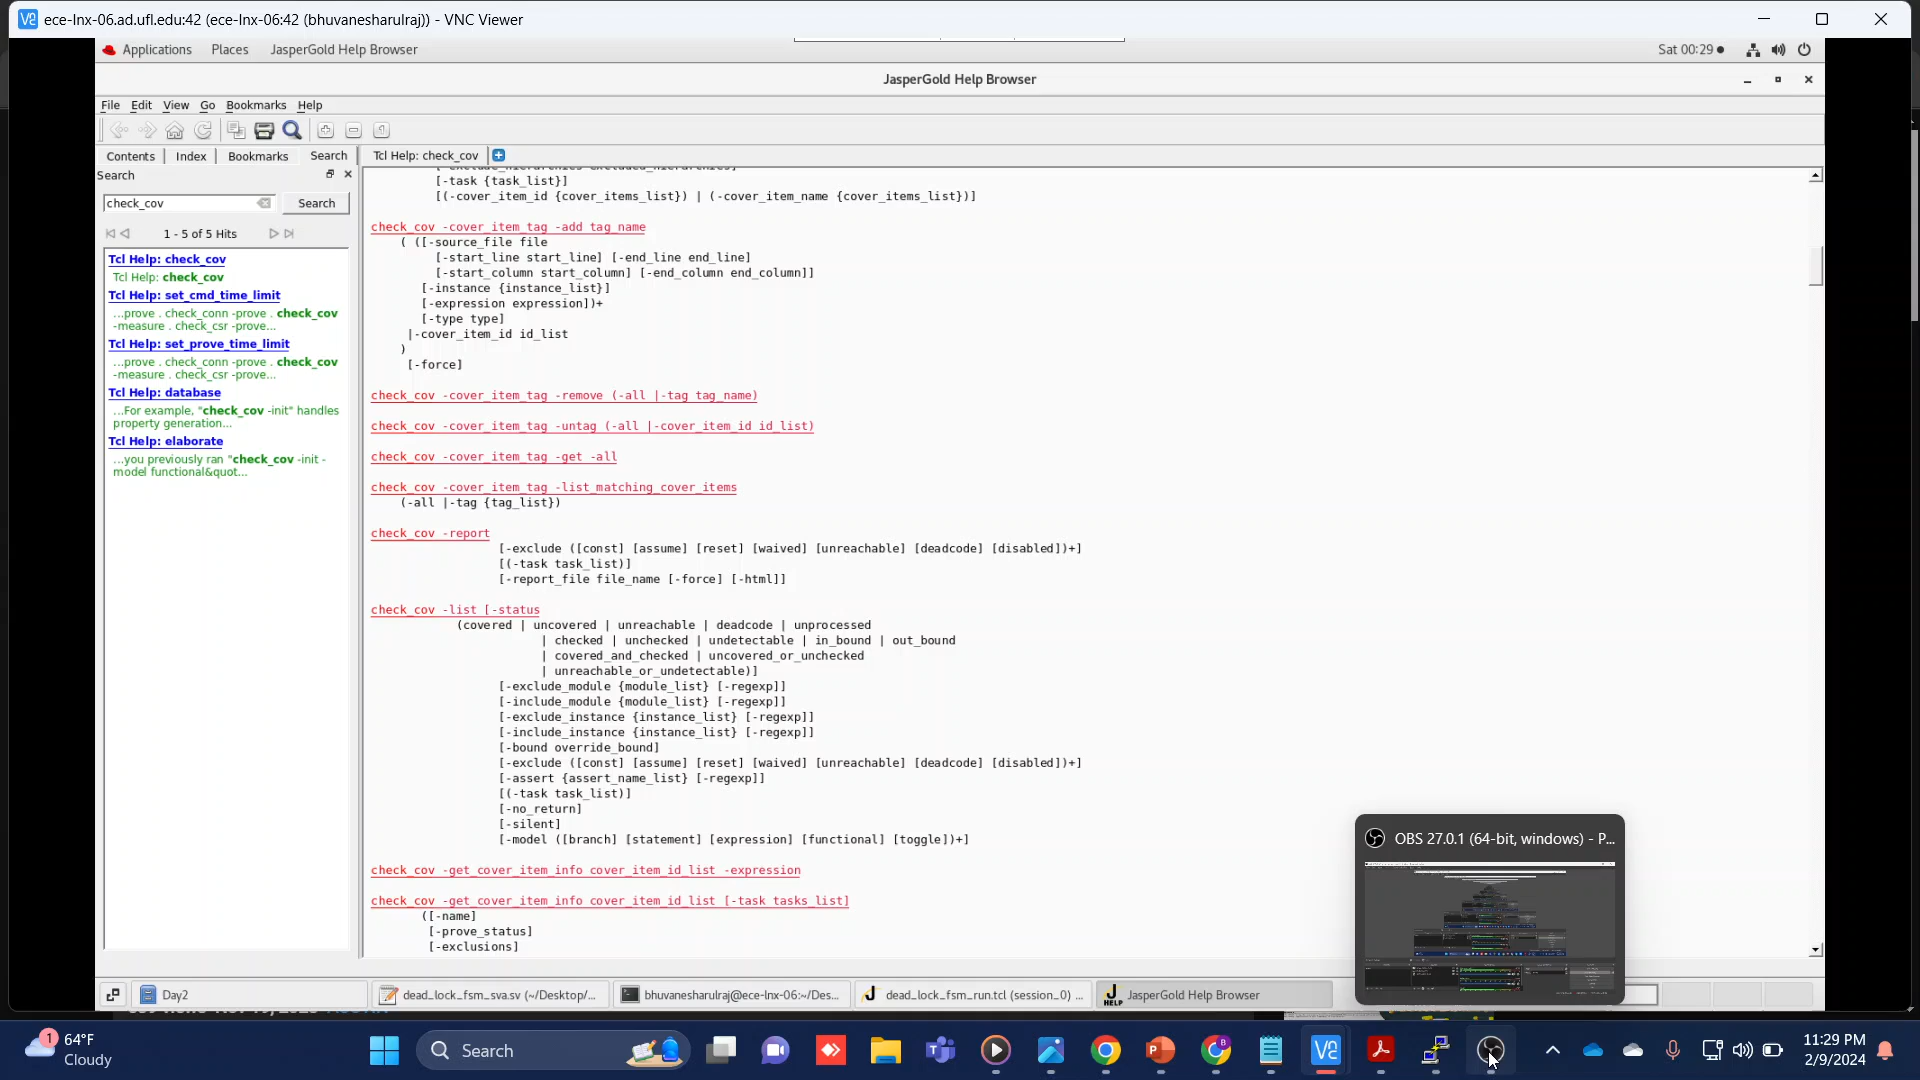 ece-lnx-06.ad.ufl.edu:42 (ece-lnx-06:42 (bhuvanesharulraj)) - VNC Viewer
Applications Places JasperGold Help Browser
Sat 00:29
JasperGold Help Browser
File Edit View Go Bookmarks Help
Contents Index Bookmarks Search
Tcl Help: check_cov
Search
check_cov Search
1 - 5 of 5 Hits
Tcl Help: check_cov
Tcl Help: check_cov
Tcl Help: set_cmd_time_limit
...prove . check_conn -prove . check_cov
-measure . check_csr -prove...
Tcl Help: set_prove_time_limit
...prove . check_conn -prove . check_cov
-measure . check_csr -prove...
Tcl Help: database
...For example, "check_cov -init" handles
property generation...
Tcl Help: elaborate
...you previously ran "check_cov -init -
model functional&quot...
[-task {task_list}]
[(-cover_item_id {cover_items_list}) | (-cover_item_name {cover_items_list})]
check_cov -cover_item_tag -add tag_name
( ([-source_file file
[-start_line start_line] [-end_line end_line]
[-start_column start_column] [-end_column end_column]]
[-instance {instance_list}]
[-expression expression])+
[-type type]
|-cover_item_id id_list
)
[-force]
check_cov -cover_item_tag -remove (-all |-tag tag_name)
check_cov -cover_item_tag -untag (-all |-cover_item_id id_list)
check_cov -cover_item_tag -get -all
check_cov -cover_item_tag -list_matching_cover_items
(-all |-tag {tag_list})
check_cov -report
[-exclude ([const] [assume] [reset] [waived] [unreachable] [deadcode] [disabled])+]
[(-task task_list)]
[-report_file file_name [-force] [-html]]
check_cov -list [-status
(covered | uncovered | unreachable | deadcode | unprocessed
| checked | unchecked | undetectable | in_bound | out_bound
| covered_and_checked | uncovered_or_unchecked
| unreachable_or_undetectable)]
[-exclude_module {module_list} [-regexp]]
[-include_module {module_list} [-regexp]]
[-exclude_instance {instance_list} [-regexp]]
[-include_instance {instance_list} [-regexp]]
[-bound override_bound]
[-exclude ([const] [assume] [reset] [waived] [unreachable] [deadcode] [disabled])+]
[-assert {assert_name_list} [-regexp]]
[(-task task_list)]
[-no_return]
[-silent]
[-model ([branch] [statement] [expression] [functional] [toggle])+]
check_cov -get_cover_item_info cover_item_id_list -expression
check_cov -get_cover_item_info cover_item_id_list [-task tasks_list]
([-name]
[-prove_status]
[-exclusions]
OBS 27.0.1 (64-bit, windows) - P...
Day2
dead_lock_fsm_sva.sv (~/Desktop/...
bhuvanesharulraj@ece-lnx-06:~/Des...
dead_lock_fsm_run.tcl (session_0) ...
JasperGold Help Browser
1
64°F
Cloudy
Search
11:29 PM
2/9/2024